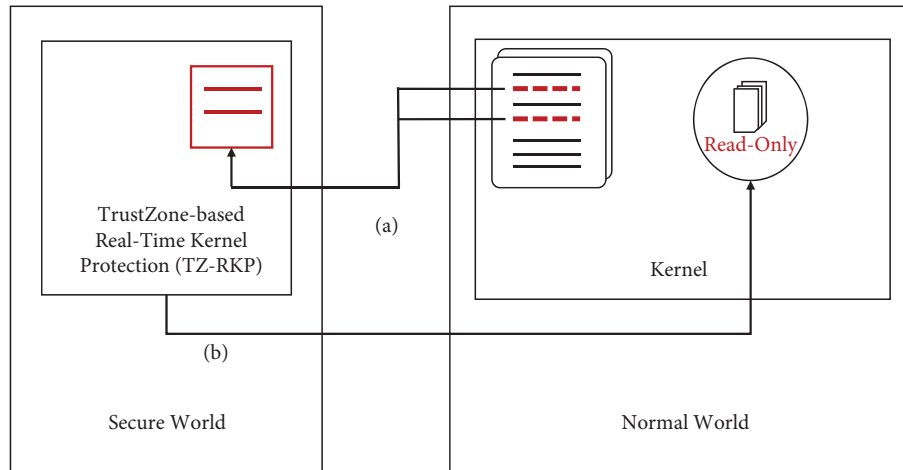 TrustZone-based
Real-Time Kernel
Protection (TZ-RKP)
(a)
Read-Only
Kernel
(b)
Secure World
Normal World